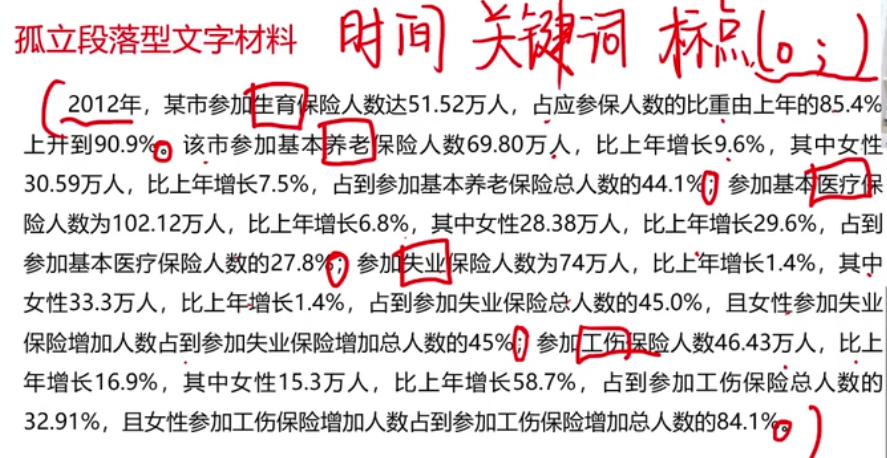 孤立段落型文字材料 时间 关键词 标点(。;)
2012年，某市参加生育保险人数达51.52万人，占应参保人数的比重由上年的85.4%
上升到90.9%。该市参加基本养老保险人数69.80万人，比上年增长9.6%，其中女性
30.59万人，比上年增长7.5%，占到参加基本养老保险总人数的44.1%；参加基本医疗保
险人数为102.12万人，比上年增长6.8%，其中女性28.38万人，比上年增长29.6%，占到
参加基本医疗保险人数的27.8%；参加失业保险人数为74万人，比上年增长1.4%，其中
女性33.3万人，比上年增长1.4%，占到参加失业保险总人数的45.0%，且女性参加失业
保险增加人数占到参加失业保险增加总人数的45%；参加工伤保险人数46.43万人，比上
年增长16.9%，其中女性15.3万人，比上年增长58.7%，占到参加工伤保险总人数的
32.91%，且女性参加工伤保险增加人数占到参加工伤保险增加总人数的84.1%。